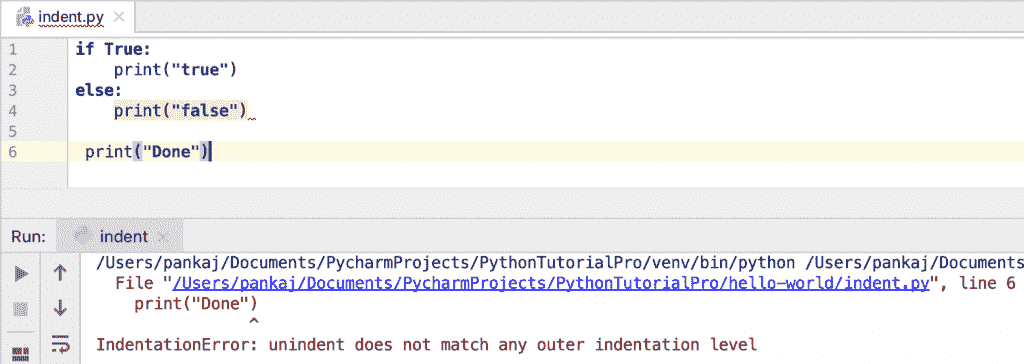 indent.py
1 if True:
2     print("true")
3 else:
4     print("false")
5
6  print("Done")
Run: indent
/Users/pankaj/Documents/PycharmProjects/PythonTutorialPro/venv/bin/python /Users/pankaj/Documents
  File "/Users/pankaj/Documents/PycharmProjects/PythonTutorialPro/hello-world/indent.py", line 6
    print("Done")
                ^
IndentationError: unindent does not match any outer indentation level